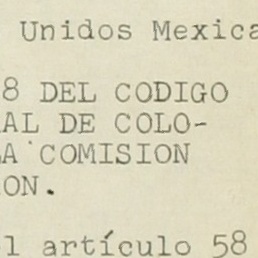 Unidos Mexica
8 DEL CODIGO
AL DE COLO-
A COMISION
ON.
l artículo 58